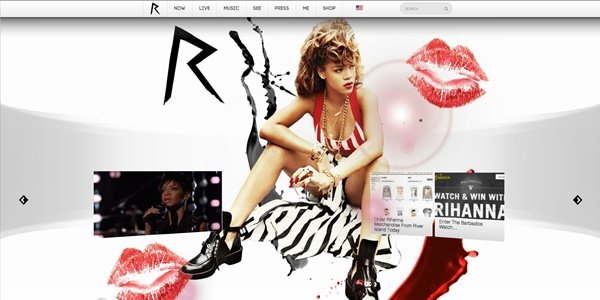 R
NOW
LIVE
MUSIC
SEE
PRESS
ME
SHOP
SEARCH
R
Order Rihanna
Merchandise From River
Island Today
WATCH & WIN WITH
RIHANNA
Enter The Barbados
Watch ...